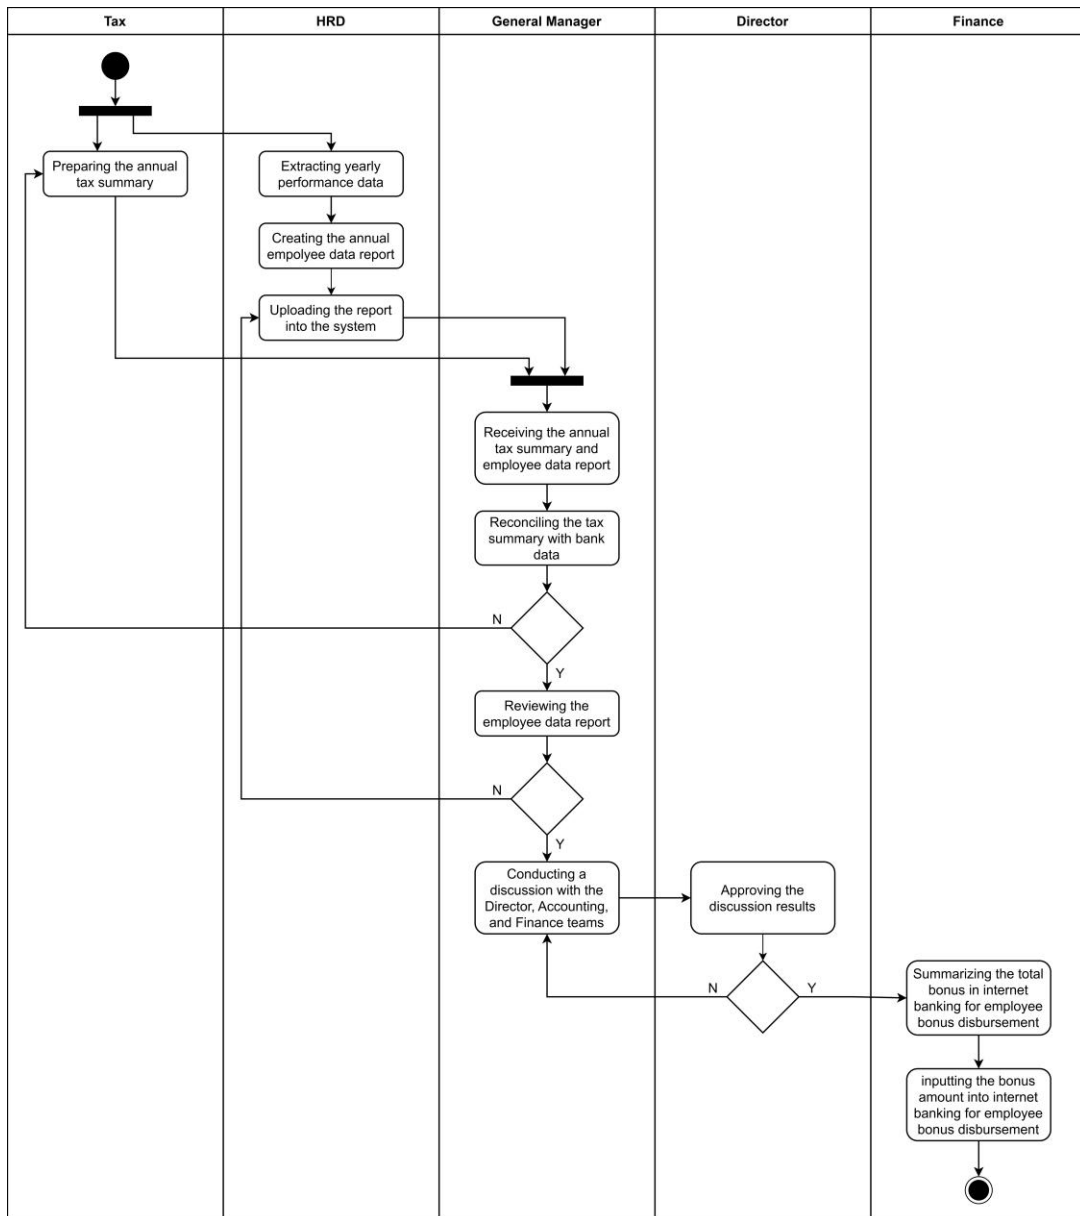 Tax
HRD
General Manager
Director
Finance
Preparing the annual
tax summary
Extracting yearly
performance data
Creating the annual
empolyee data report
Uploading the report
into the system
Receiving the annual
tax summary and
employee data report
Reconciling the tax
summary with bank
data
N
Y
Reviewing the
employee data report
N
Y
Conducting a
discussion with the
Director, Accounting,
and Finance teams
Approving the
discussion results
N
Y
Summarizing the total
bonus in internet
banking for employee
bonus disbursement
inputting the bonus
amount into internet
banking for employee
bonus disbursement